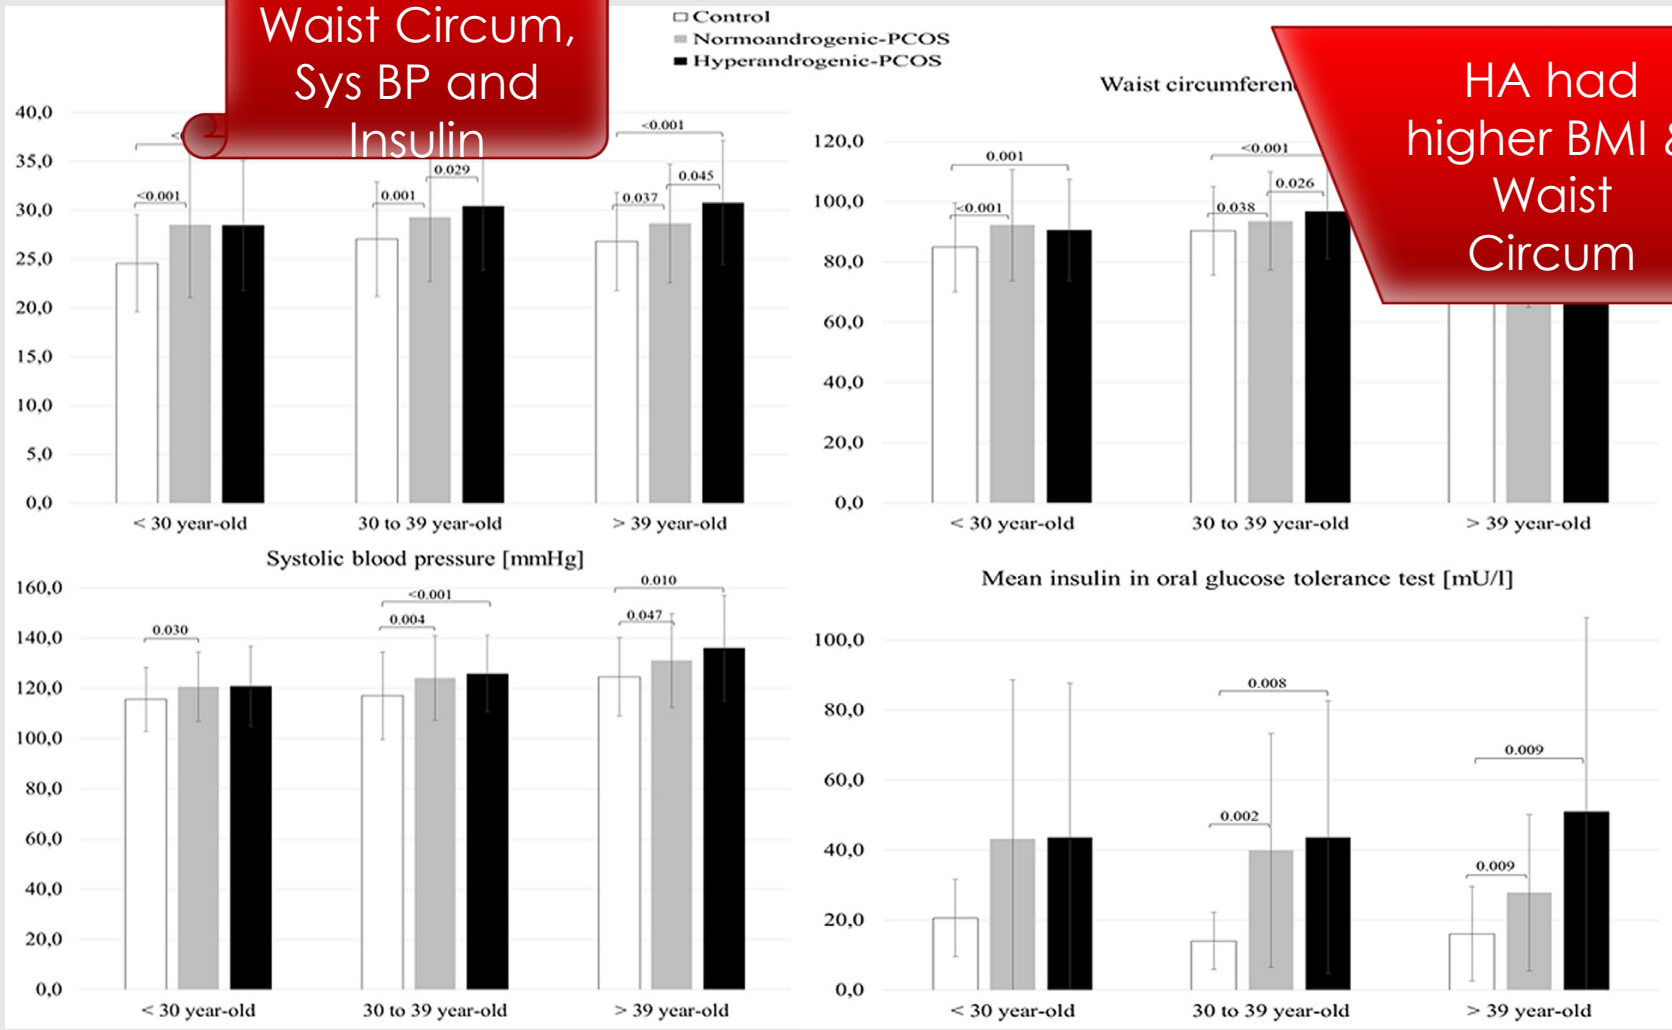 Waist Circum,
Sys BP and
Insulin
Control
Normoandrogenic-PCOS
Hyperandrogenic-PCOS
HA had
higher BMI
Waist
Circum
40,0
35,0
30,0
25,0
20,0
15,0
10,0
5,0
0,0
<0.001
0.001
0.029
<0.001
0.037
0.045
< 30 year-old
30 to 39 year-old
> 39 year-old
Waist
120,0
100,0
80,0
60,0
40,0
20,0
0,0
0.001
<0.001
<0.001
0.038
0.026
< 30 year-old
30 to 39 year-old
> 39 year-old
Systolic blood pressure [mmHg]
160,0
140,0
120,0
100,0
80,0
60,0
40,0
20,0
0,0
0.030
<0.001
0.004
0.010
0.047
< 30 year-old
30 to 39 year-old
> 39 year-old
Mean insulin in oral glucose tolerance test [mU/l]
100,0
80,0
60,0
40,0
20,0
0,0
0.008
0.002
0.009
0.009
< 30 year-old
30 to 39 year-old
> 39 year-old